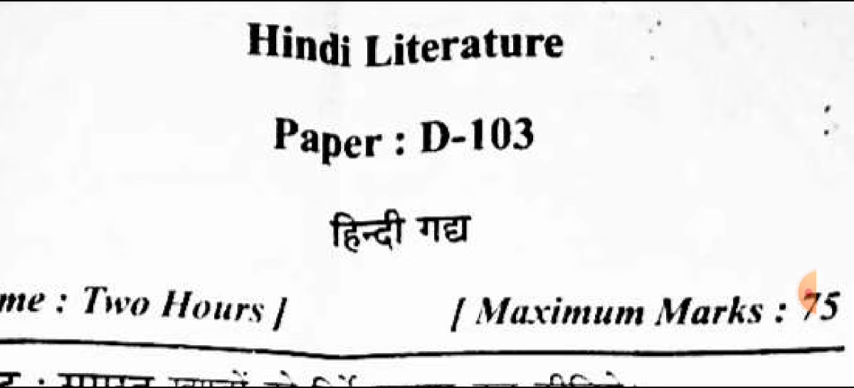 Hindi Literature
Paper : D-103
हिन्दी गद्य
me : Two Hours ] [ Maximum Marks : 75